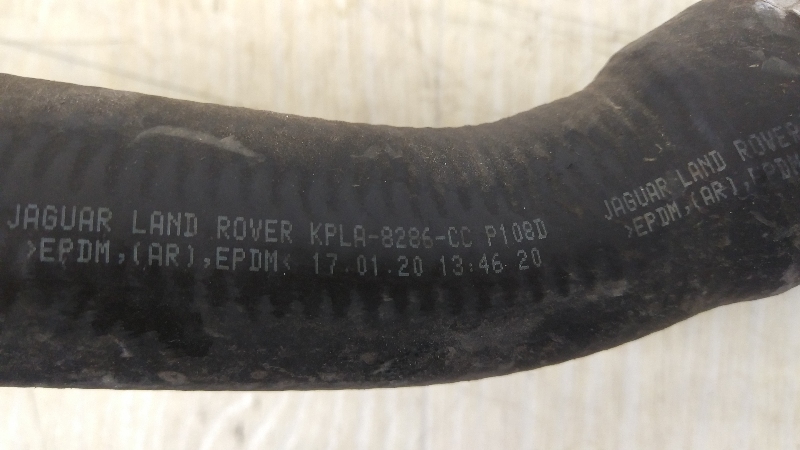 JAGUAR LAND ROVER KPLA-8286-CC P108D
>EPDM,(AR),EPDM< 17.01.20 13:46 20
JAGUAR LAND ROVER
>EPDM,(AR),EPDM